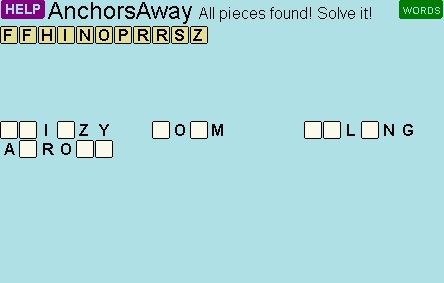 HELP AnchorsAway All pieces found! Solve it! WORDS
F F H I N O P R R S Z
I Z Y O M L N G
A R O